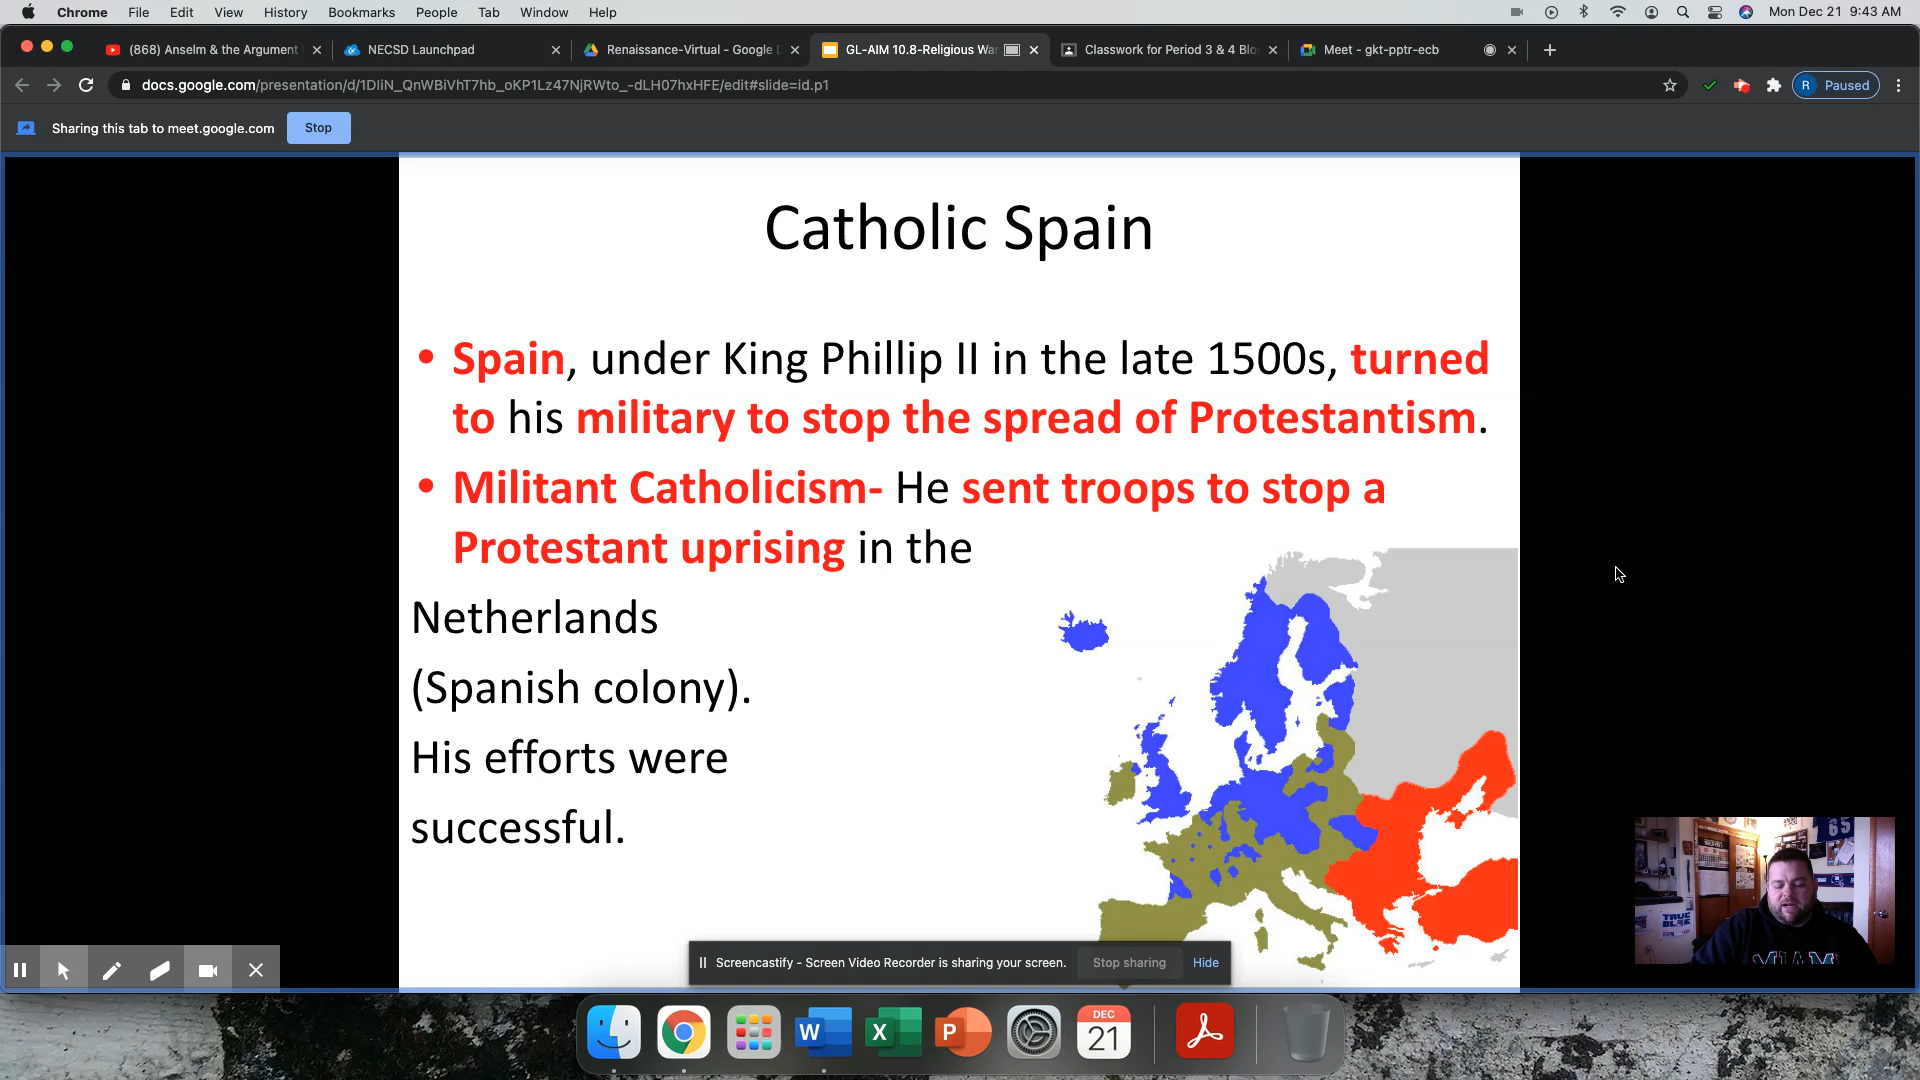 Chrome File Edit View History Bookmarks People Tab Window Help Mon Dec 21 9:43 AM
(868) Anselm & the Argument NECSD Launchpad Renaissance-Virtual - Google D GL-AIM 10.8-Religious Wa Classwork for Period 3 & 4 Blo Meet - gkt-pptr-ecb
docs.google.com/presentation/d/1DIiN_QnWBiVhT7hb_oKP1Lz47NjRWto_-dLH07hxHFE/edit#slide=id.p1 R Paused
Sharing this tab to meet.google.com Stop
Catholic Spain
• Spain, under King Phillip II in the late 1500s, turned
to his military to stop the spread of Protestantism.
• Militant Catholicism- He sent troops to stop a
Protestant uprising in the
Netherlands
(Spanish colony).
His efforts were
successful.
65
TRUE
BLUE
MIAMI
Screencastify - Screen Video Recorder is sharing your screen. Stop sharing Hide
W X P DEC
21